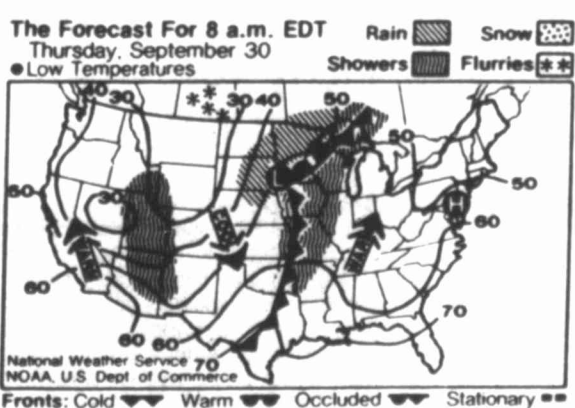 The Forecast For 8 a.m. EDT
Thursday, September 30
● Low Temperatures
Rain Snow
Showers Flurries
40 30 30 40 50
50
60 30 50
60
60
60 60 70
70
National Weather Service
NOAA, U.S. Dept of Commerce
Fronts: Cold Warm Occluded Stationary